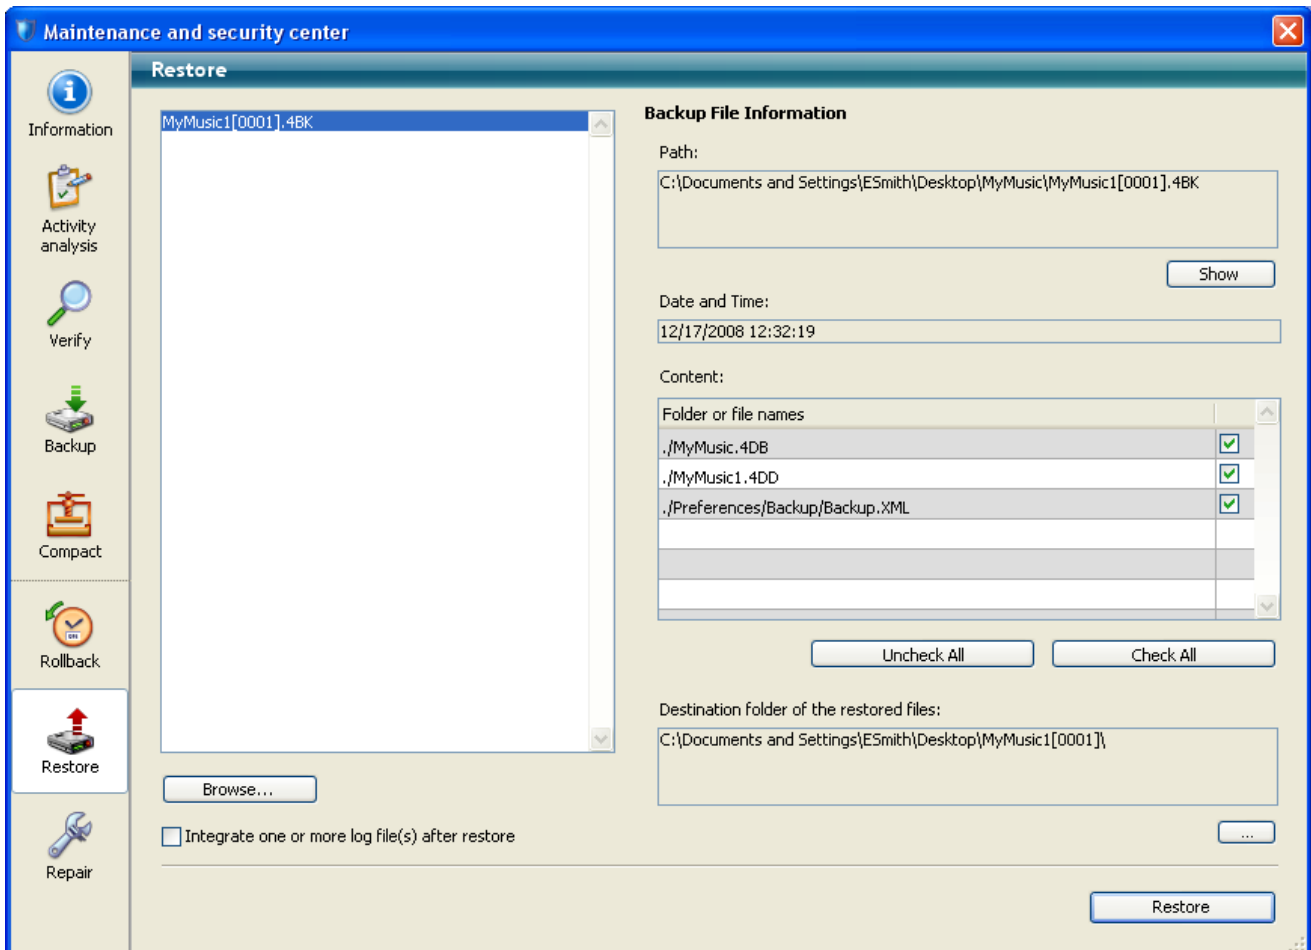 Maintenance and security center
Information
Activity
analysis
Verify
Backup
Compact
Rollback
Restore
Repair
Restore
MyMusic1[0001].4BK
Browse...
Integrate one or more log file(s) after restore
Backup File Information
Path:
C:\Documents and Settings\ESmith\Desktop\MyMusic\MyMusic1[0001].4BK
Show
Date and Time:
12/17/2008 12:32:19
Content:
Folder or file names
./MyMusic.4DB
./MyMusic1.4DD
./Preferences/Backup/Backup.XML
Uncheck All
Check All
Destination folder of the restored files:
C:\Documents and Settings\ESmith\Desktop\MyMusic1[0001]\
...
Restore